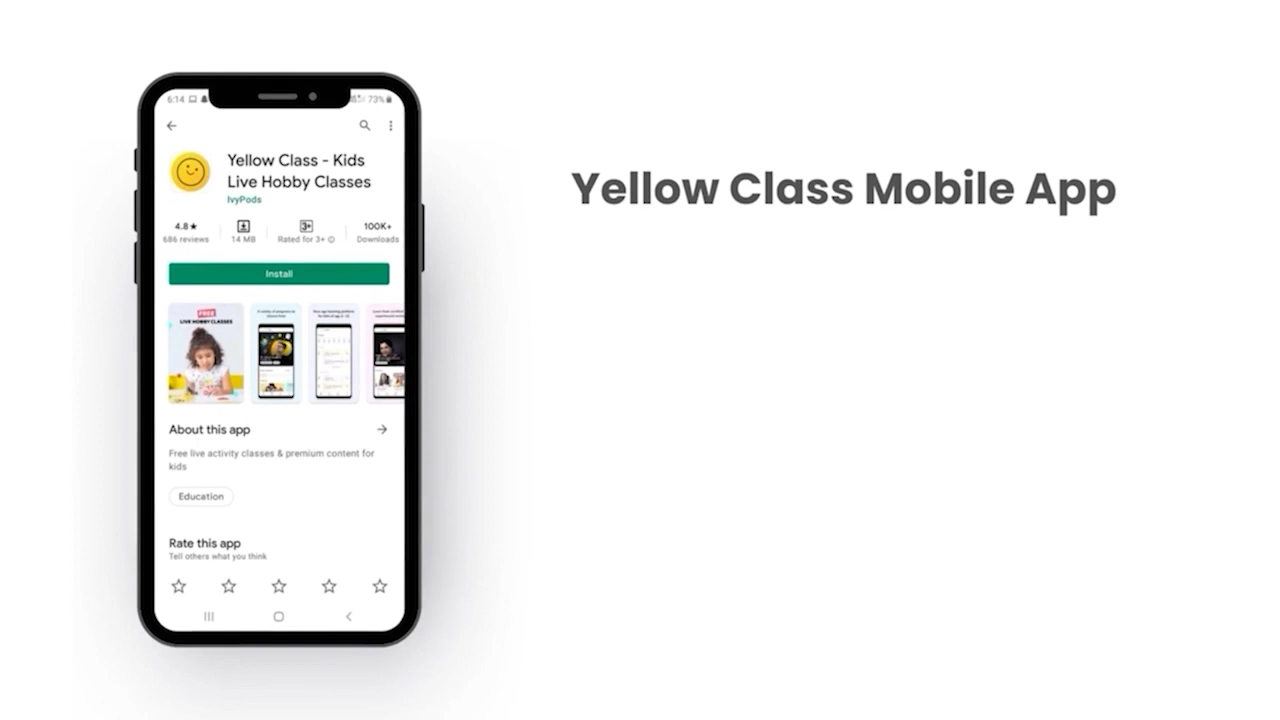 6:14
73%
Yellow Class - Kids
Live Hobby Classes
IvyPods
4.8★
3+
100K+
686 reviews
14 MB
Rated for 3+
Downloads
Install
FREE
LIVE HOBBY CLASSES
About this app
Free live activity classes & premium content for
kids
Education
Rate this app
Tell others what you think
Yellow Class Mobile App